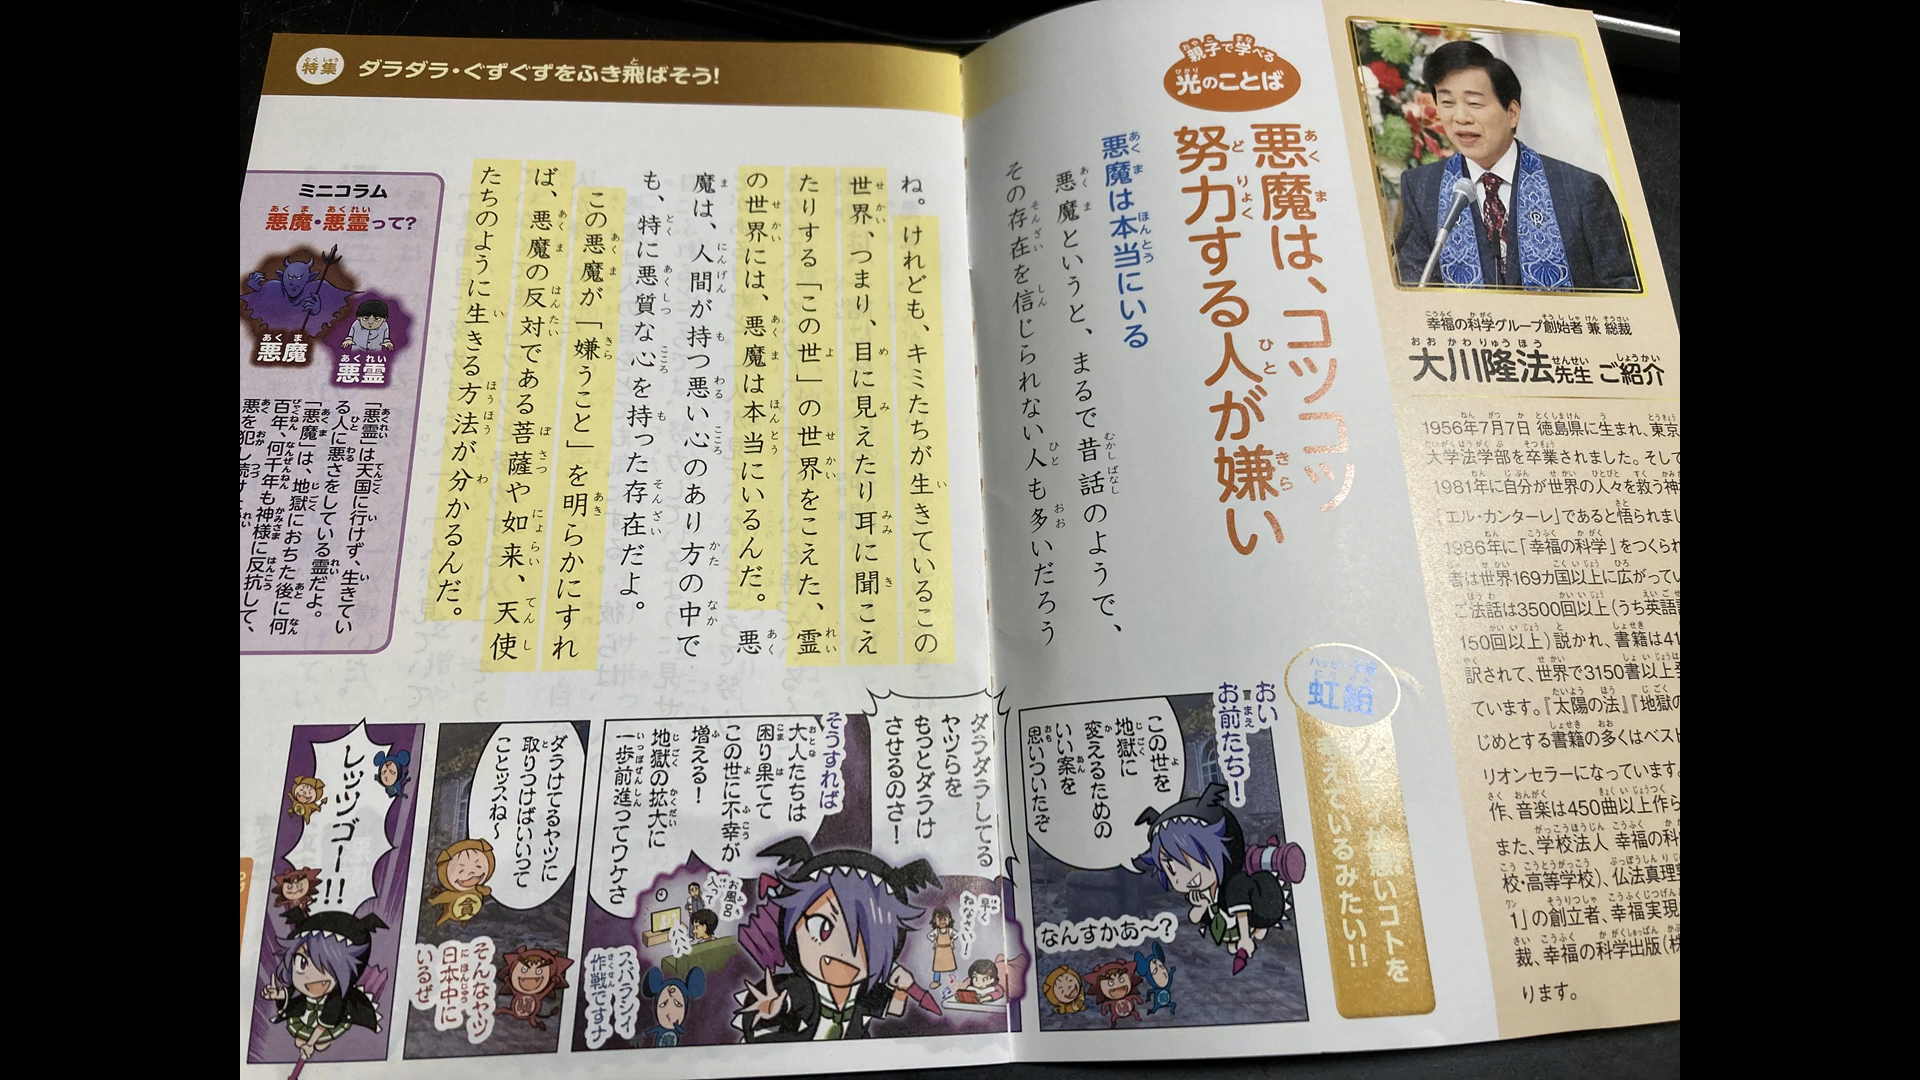 親子で学べる
光のことば
悪魔は、コツコツ
努力する人が嫌い
悪魔は本当にいる
悪魔というと、まるで昔話のようで、
その存在を信じられない人も多いだろう
幸福の科学グループ創始者 兼 総裁
大川隆法先生 ご紹介
1956年7月7日 徳島県に生まれ、東京
大学法学部を卒業されました。そして
1981年に自分が世界の人々を救う神
「エル・カンターレ」であると悟られまし
1986年に「幸福の科学」をつくられ
者は世界169カ国以上に広がってい
ご法話は3500回以上(うち英語
150回以上)説かれ、書籍は41
訳されて、世界で3150書以上
ています。『太陽の法』『地獄の
じめとする書籍の多くはベスト
リオンセラーになっています。
作、音楽は450曲以上作ら
また、学校法人 幸福の科
校・高等学校)、仏法真理
1」の創立者、幸福実現
裁、幸福の科学出版(株
ります。
虹組
が悪いコトを
考えているみたい!!
おい
お前たち!
この世を
地獄に
変えるための
いい案を
思いついたぞ
なんすかあ〜?
特集 ダラダラ・ぐずぐずをふき飛ばそう!
ね。けれども、キミたちが生きているこの
世界、つまり、目に見えたり耳に聞こえ
たりする「この世」の世界をこえた、霊
の世界には、悪魔は本当にいるんだ。悪
魔は、人間が持つ悪い心のあり方の中で
も、特に悪質な心を持った存在だよ。
この悪魔が「嫌うこと」を明らかにすれ
ば、悪魔の反対である菩薩や如来、天使
たちのように生きる方法が分かるんだ。
ミニコラム
悪魔・悪霊って?
悪魔
悪霊
「悪霊」は天国に行けず、生きてい
る人に悪さをしている霊だよ。
「悪魔」は、地獄におちた後に何
百年、何千年も神様に反抗して、
悪を犯し続け
ダラダラしてる
ヤツらを
もっとダラけ
させるのさ!
そうすれば
大人たちは
困り果てて
この世に不幸が
増える!
地獄の拡大に
一歩前進ってワケさ
早く
ねなさい!
お風呂
入って
スバラシイ
作戦ですナ
ダラけてるヤツに
取りつけばいいって
ことッスね〜
貪
そんなヤツ
日本中に
いるぜ
レッツゴー!!